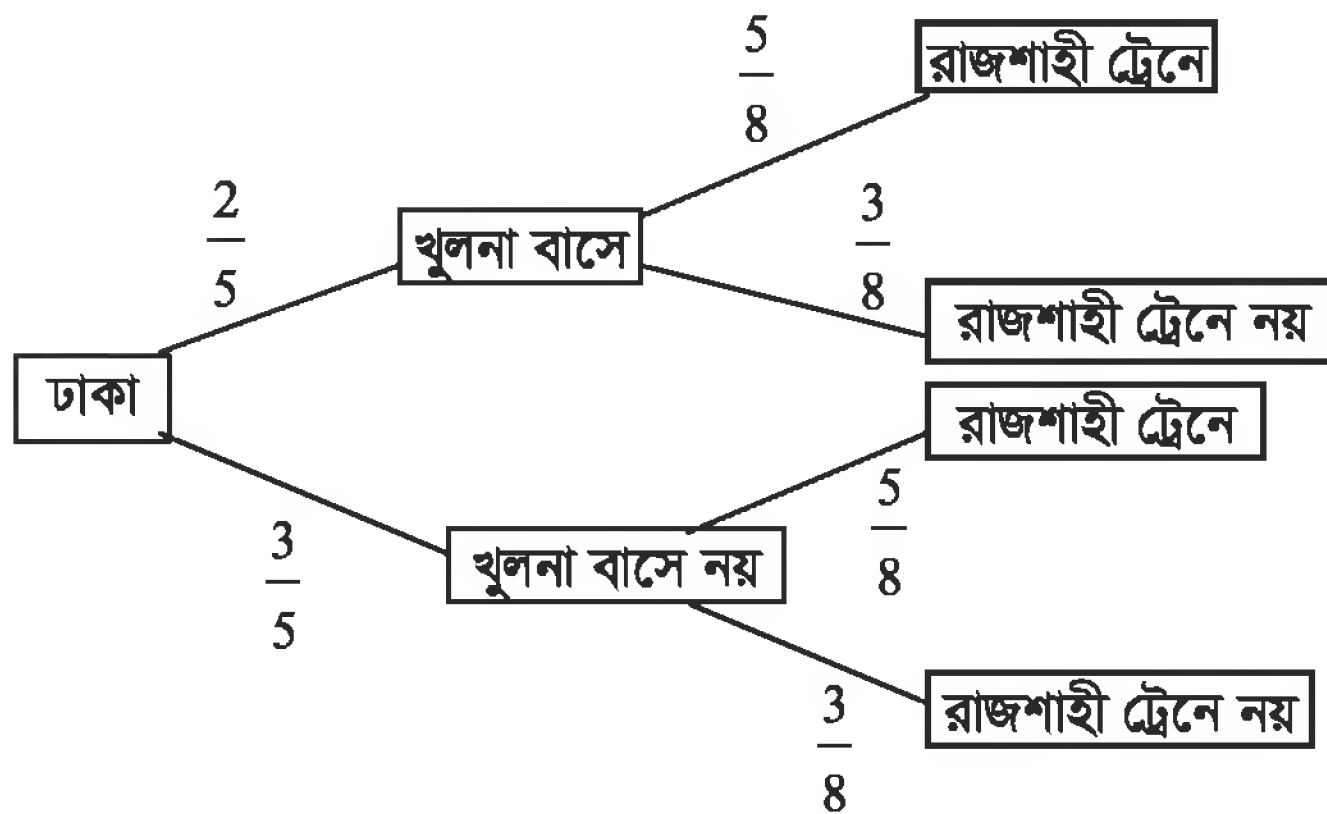 5/8
রাজশাহী ট্রেনে
2/5
খুলনা বাসে
3/8
রাজশাহী ট্রেনে নয়
ঢাকা
রাজশাহী ট্রেনে
3/5
খুলনা বাসে নয়
5/8
3/8
রাজশাহী ট্রেনে নয়